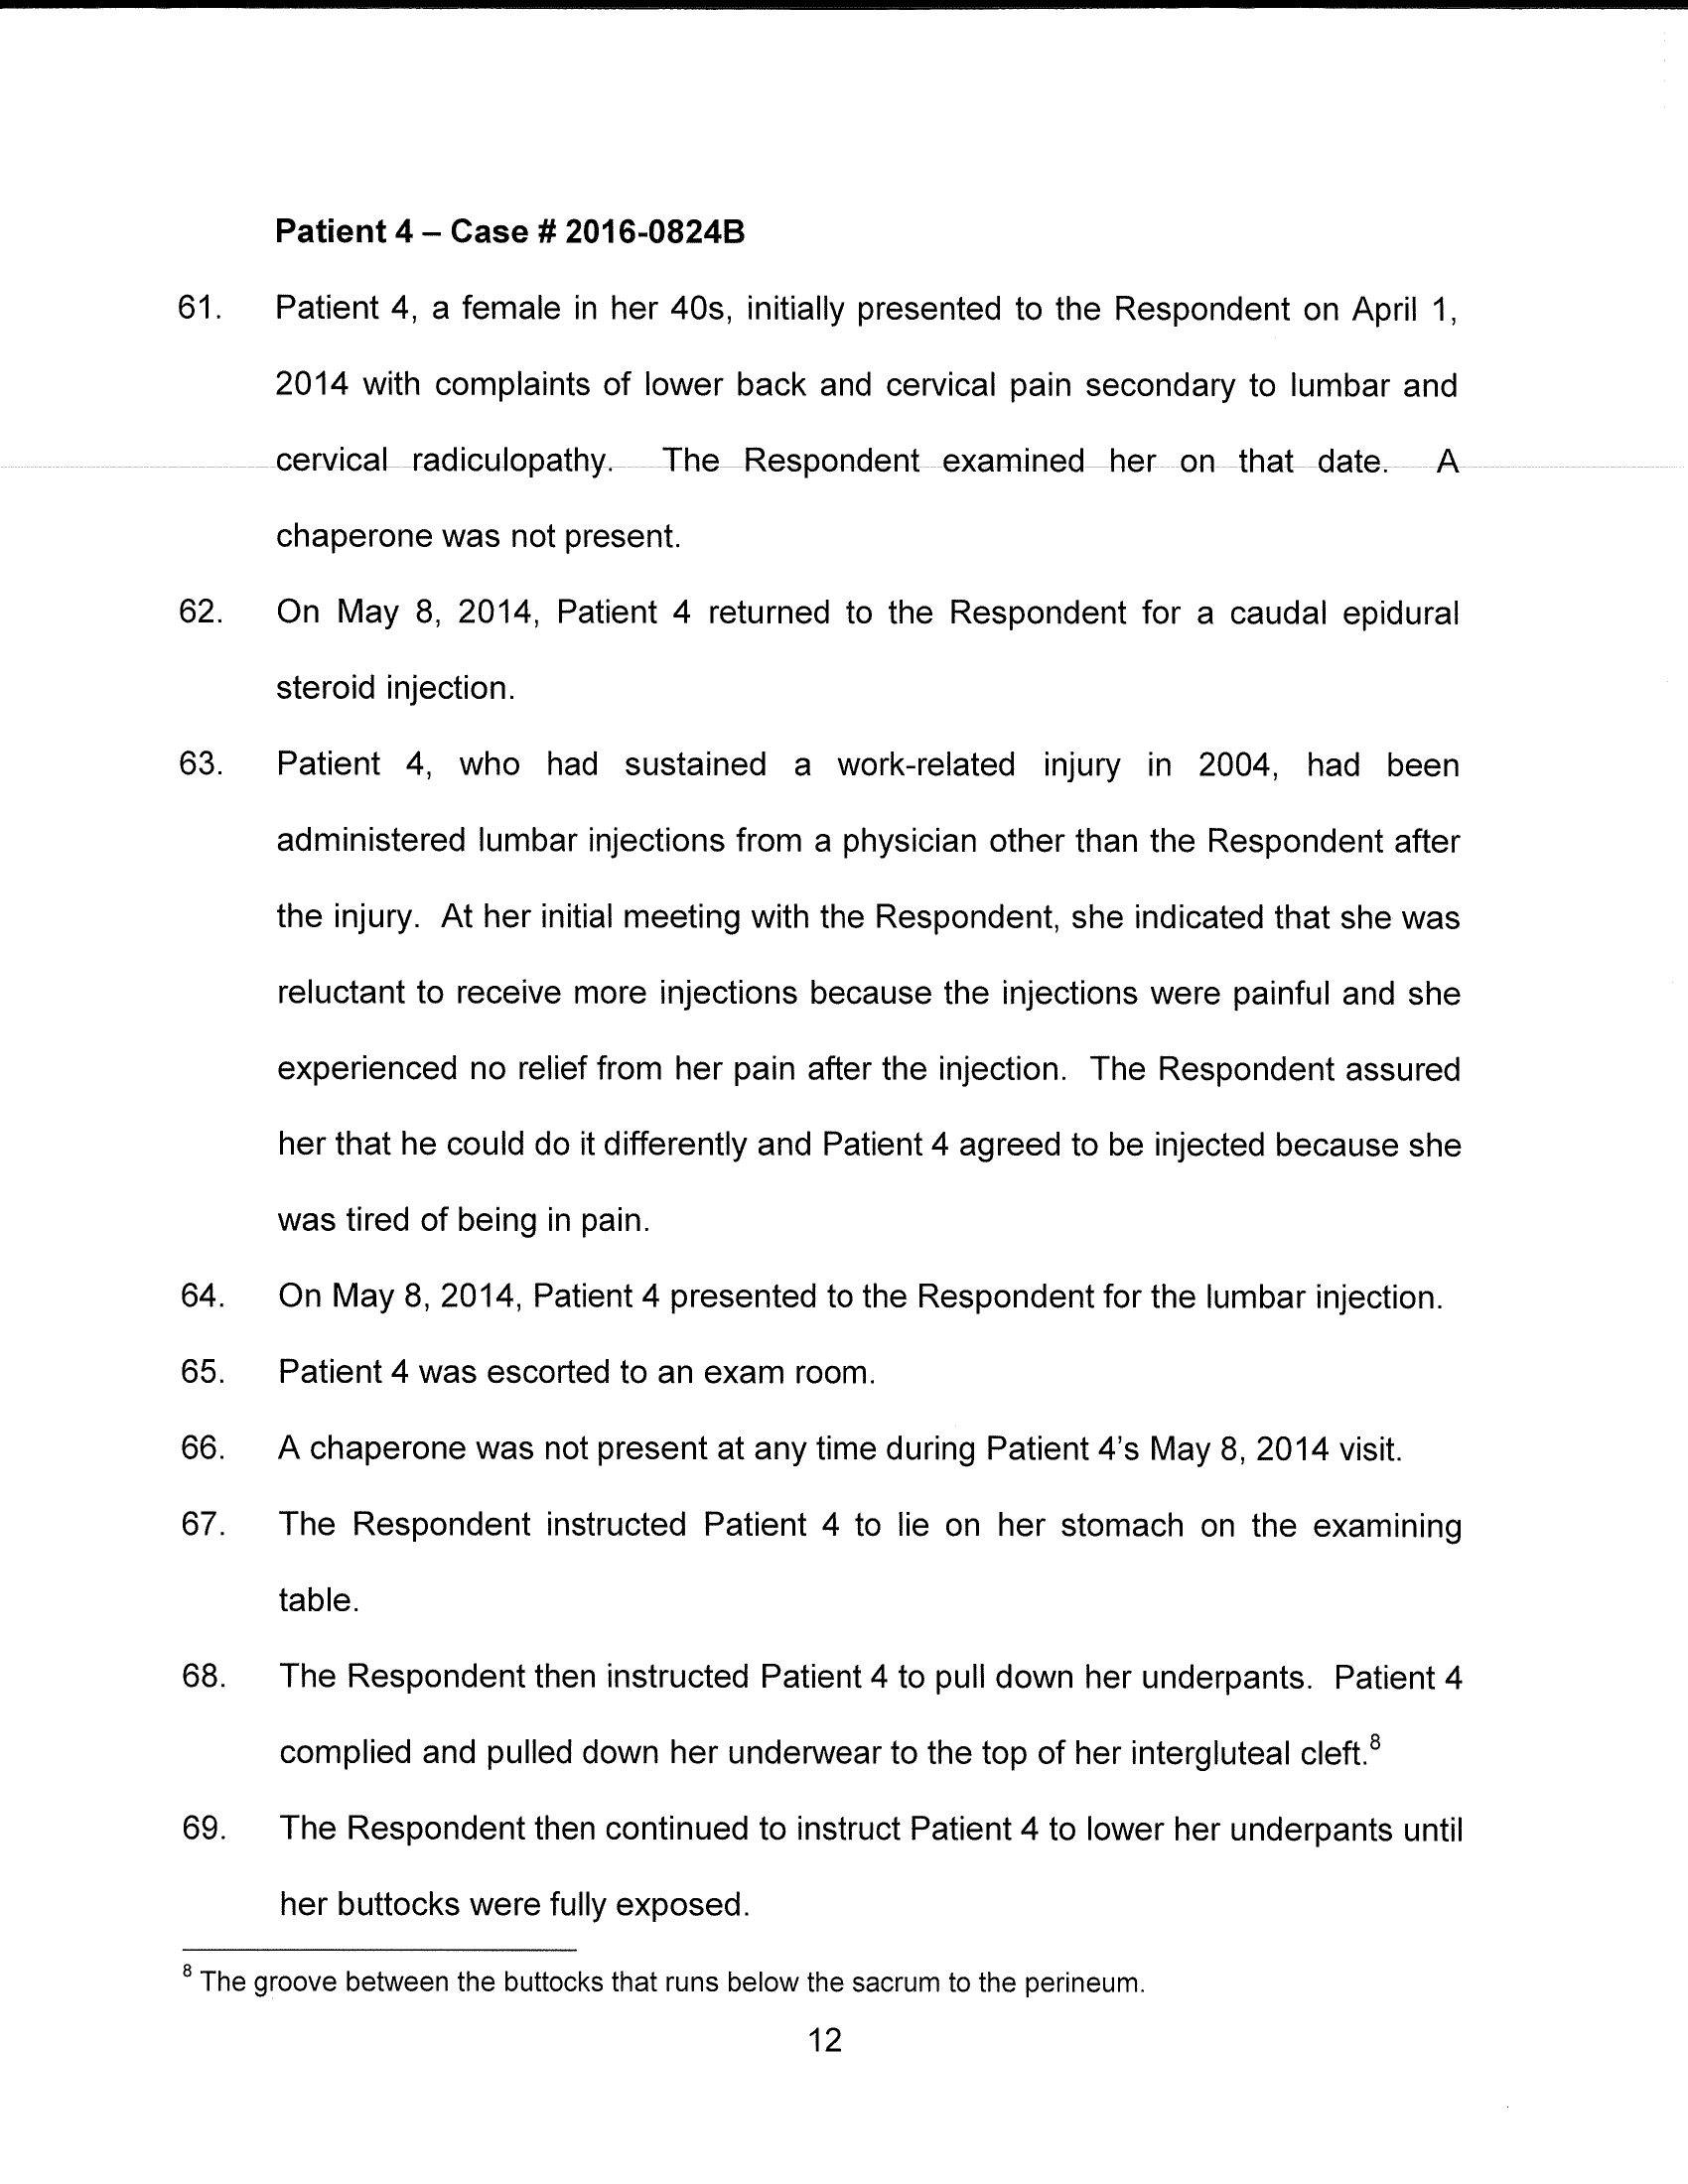 Patient 4 – Case # 2016-0824B
61. Patient 4, a female in her 40s, initially presented to the Respondent on April 1,
2014 with complaints of lower back and cervical pain secondary to lumbar and
cervical radiculopathy. The Respondent examined her on that date. A
chaperone was not present.
62. On May 8, 2014, Patient 4 returned to the Respondent for a caudal epidural
steroid injection.
63. Patient 4, who had sustained a work-related injury in 2004, had been
administered lumbar injections from a physician other than the Respondent after
the injury. At her initial meeting with the Respondent, she indicated that she was
reluctant to receive more injections because the injections were painful and she
experienced no relief from her pain after the injection. The Respondent assured
her that he could do it differently and Patient 4 agreed to be injected because she
was tired of being in pain.
64. On May 8, 2014, Patient 4 presented to the Respondent for the lumbar injection.
65. Patient 4 was escorted to an exam room.
66. A chaperone was not present at any time during Patient 4's May 8, 2014 visit.
67. The Respondent instructed Patient 4 to lie on her stomach on the examining
table.
68. The Respondent then instructed Patient 4 to pull down her underpants. Patient 4
complied and pulled down her underwear to the top of her intergluteal cleft.8
69. The Respondent then continued to instruct Patient 4 to lower her underpants until
her buttocks were fully exposed.
8 The groove between the buttocks that runs below the sacrum to the perineum.
12